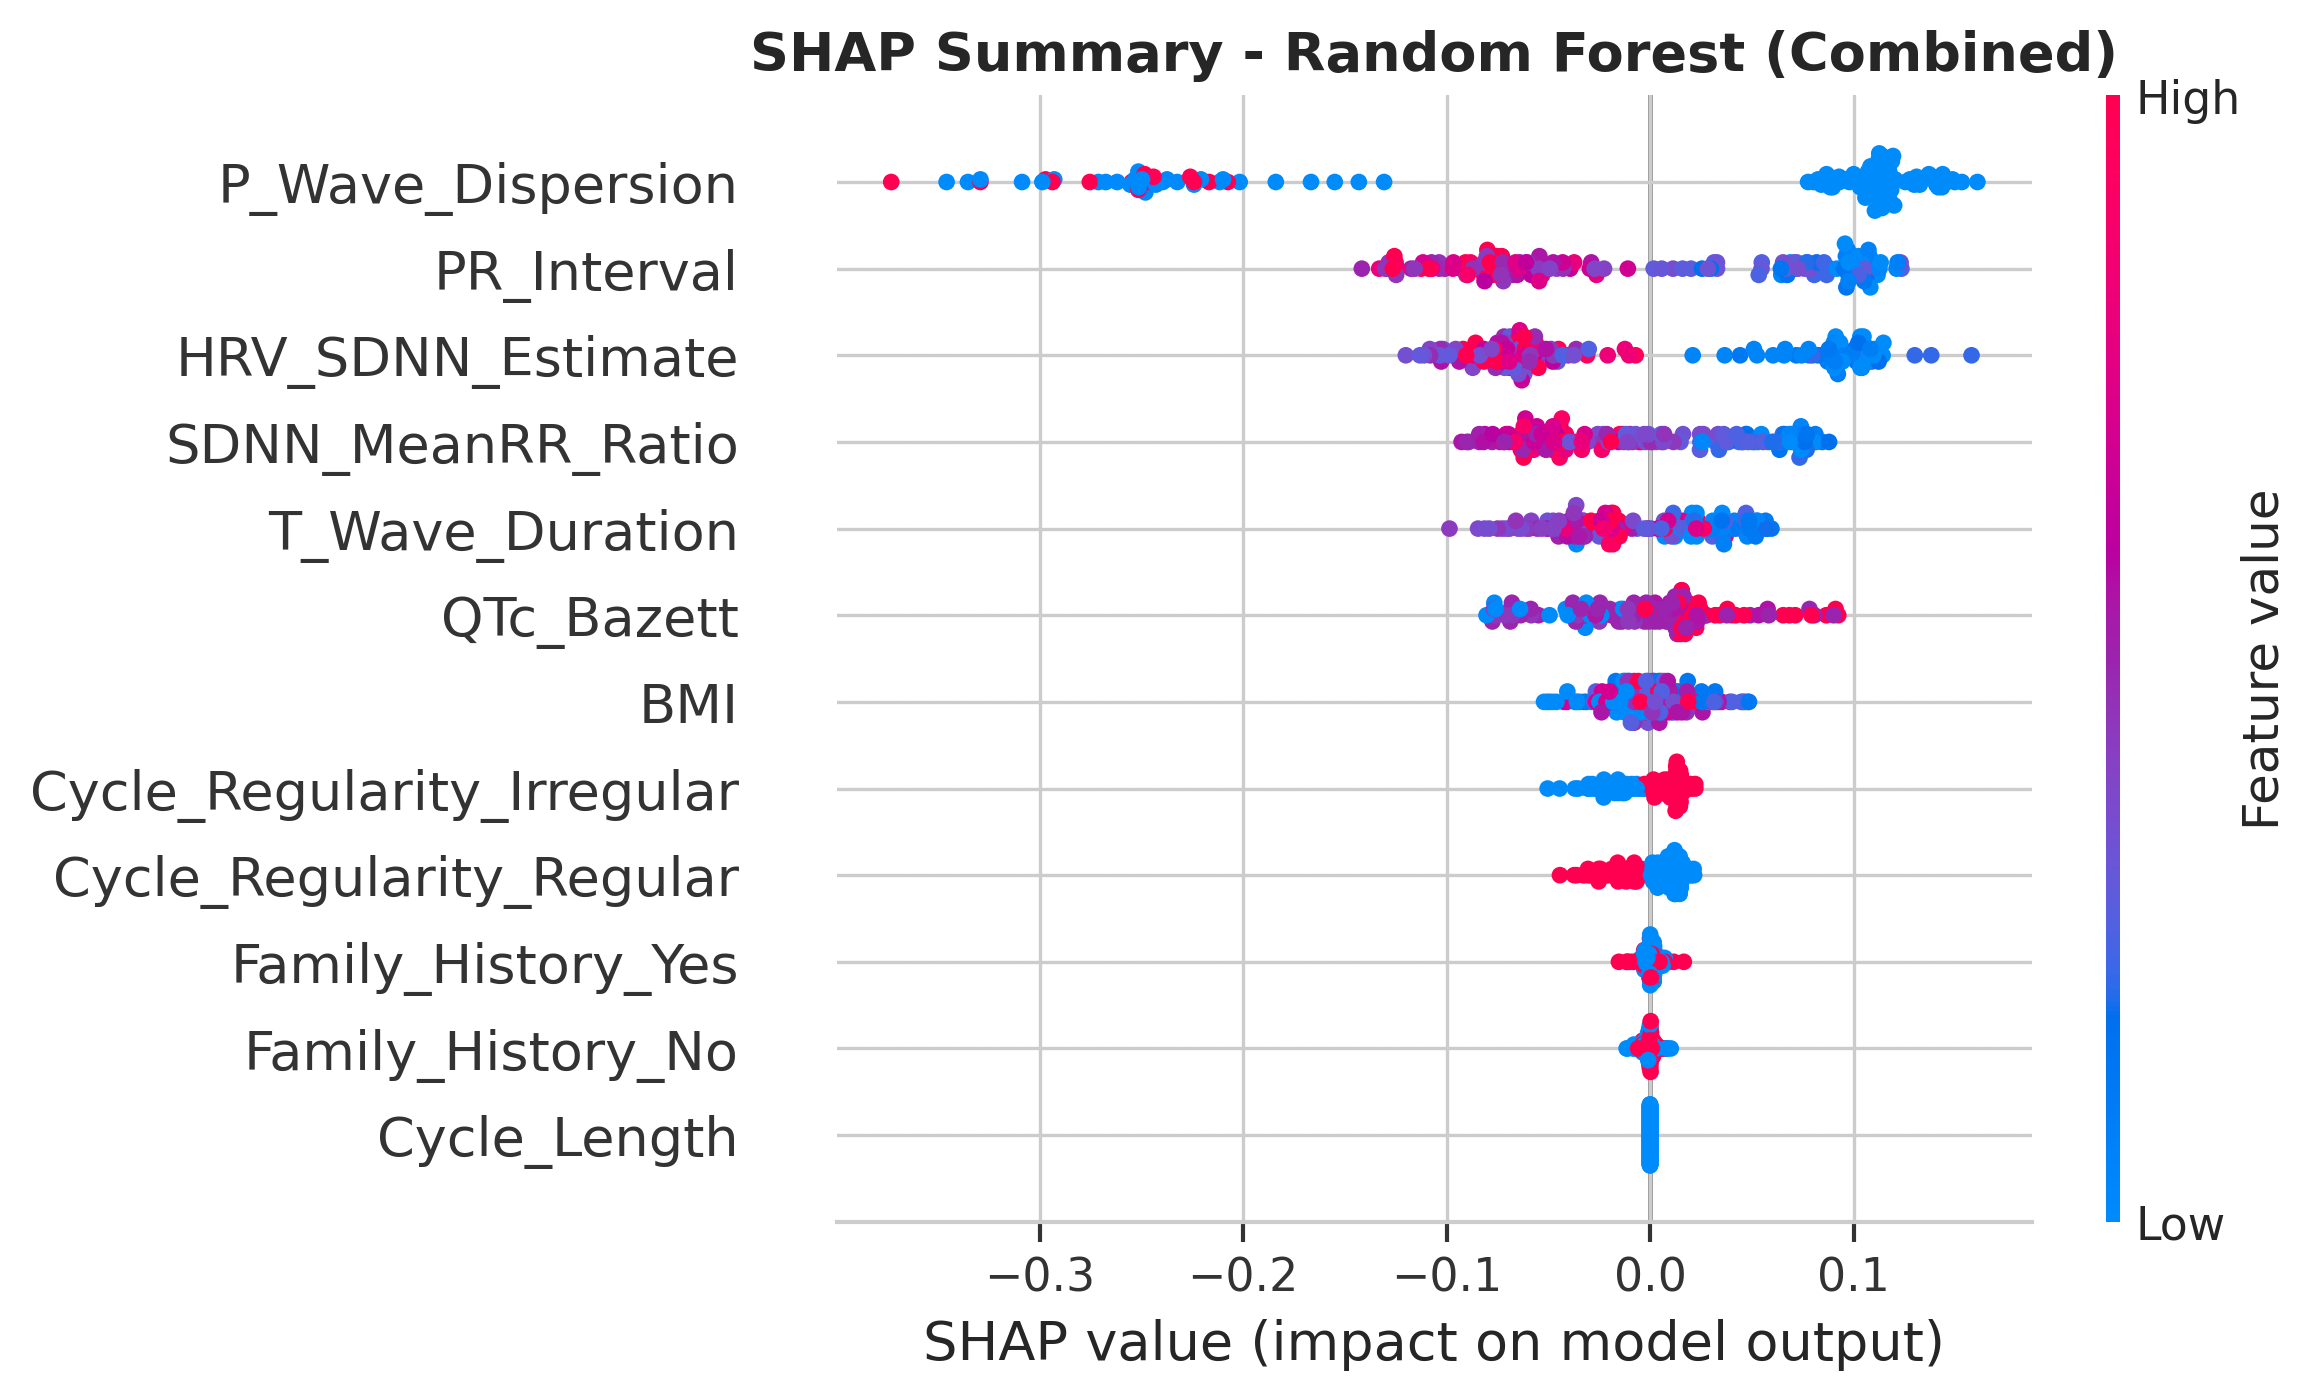 SHAP Summary - Random Forest (Combined)
High
P_Wave_Dispersion
PR_Interval
HRV_SDNN_Estimate
SDNN_MeanRR_Ratio
T_Wave_Duration
QTc_Bazett
BMI
Cycle_Regularity_Irregular
Cycle_Regularity_Regular
Family_History_Yes
Family_History_No
Cycle_Length
Feature value
Low
−0.3 −0.2 −0.1 0.0 0.1
SHAP value (impact on model output)